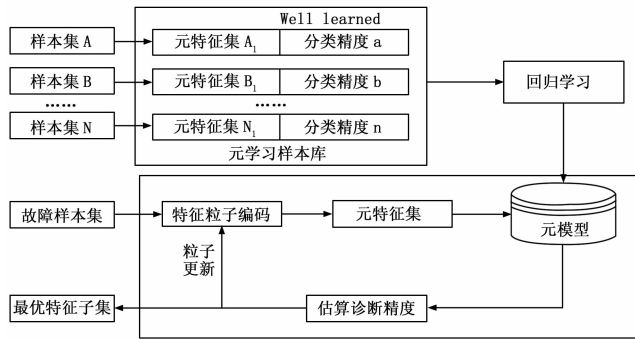 Well learned
样本集 A
元特征集 A₁
分类精度 a
样本集 B
元特征集 B₁
分类精度 b
回归学习
……
……
样本集 N
元特征集 N₁
分类精度 n
元学习样本库
故障样本集
特征粒子编码
元特征集
元模型
粒子
更新
最优特征子集
估算诊断精度